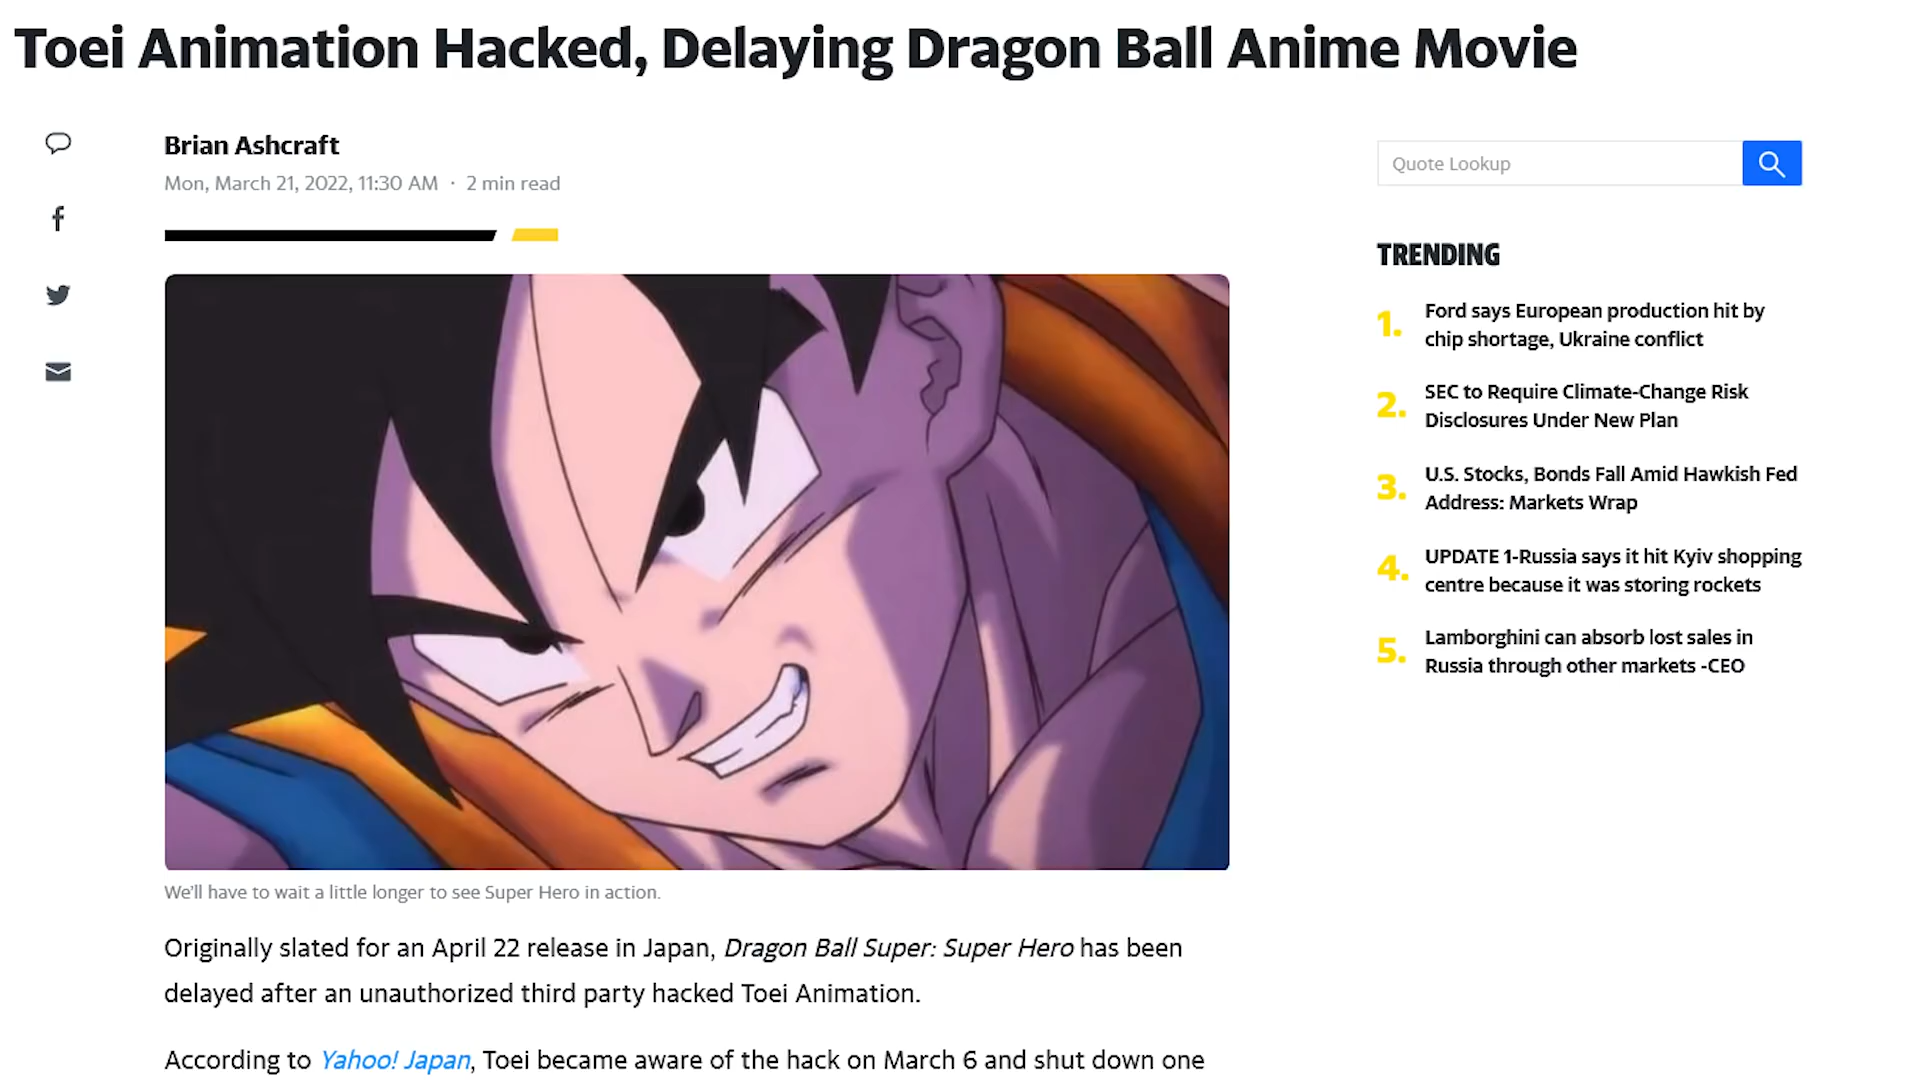 Toei Animation Hacked, Delaying Dragon Ball Anime Movie
Brian Ashcraft
Mon, March 21, 2022, 11:30 AM · 2 min read
We'll have to wait a little longer to see Super Hero in action.
Originally slated for an April 22 release in Japan, Dragon Ball Super: Super Hero has been
delayed after an unauthorized third party hacked Toei Animation.
According to Yahoo! Japan, Toei became aware of the hack on March 6 and shut down one
Quote Lookup
TRENDING
1. Ford says European production hit by
chip shortage, Ukraine conflict
2. SEC to Require Climate-Change Risk
Disclosures Under New Plan
3. U.S. Stocks, Bonds Fall Amid Hawkish Fed
Address: Markets Wrap
4. UPDATE 1-Russia says it hit Kyiv shopping
centre because it was storing rockets
5. Lamborghini can absorb lost sales in
Russia through other markets -CEO